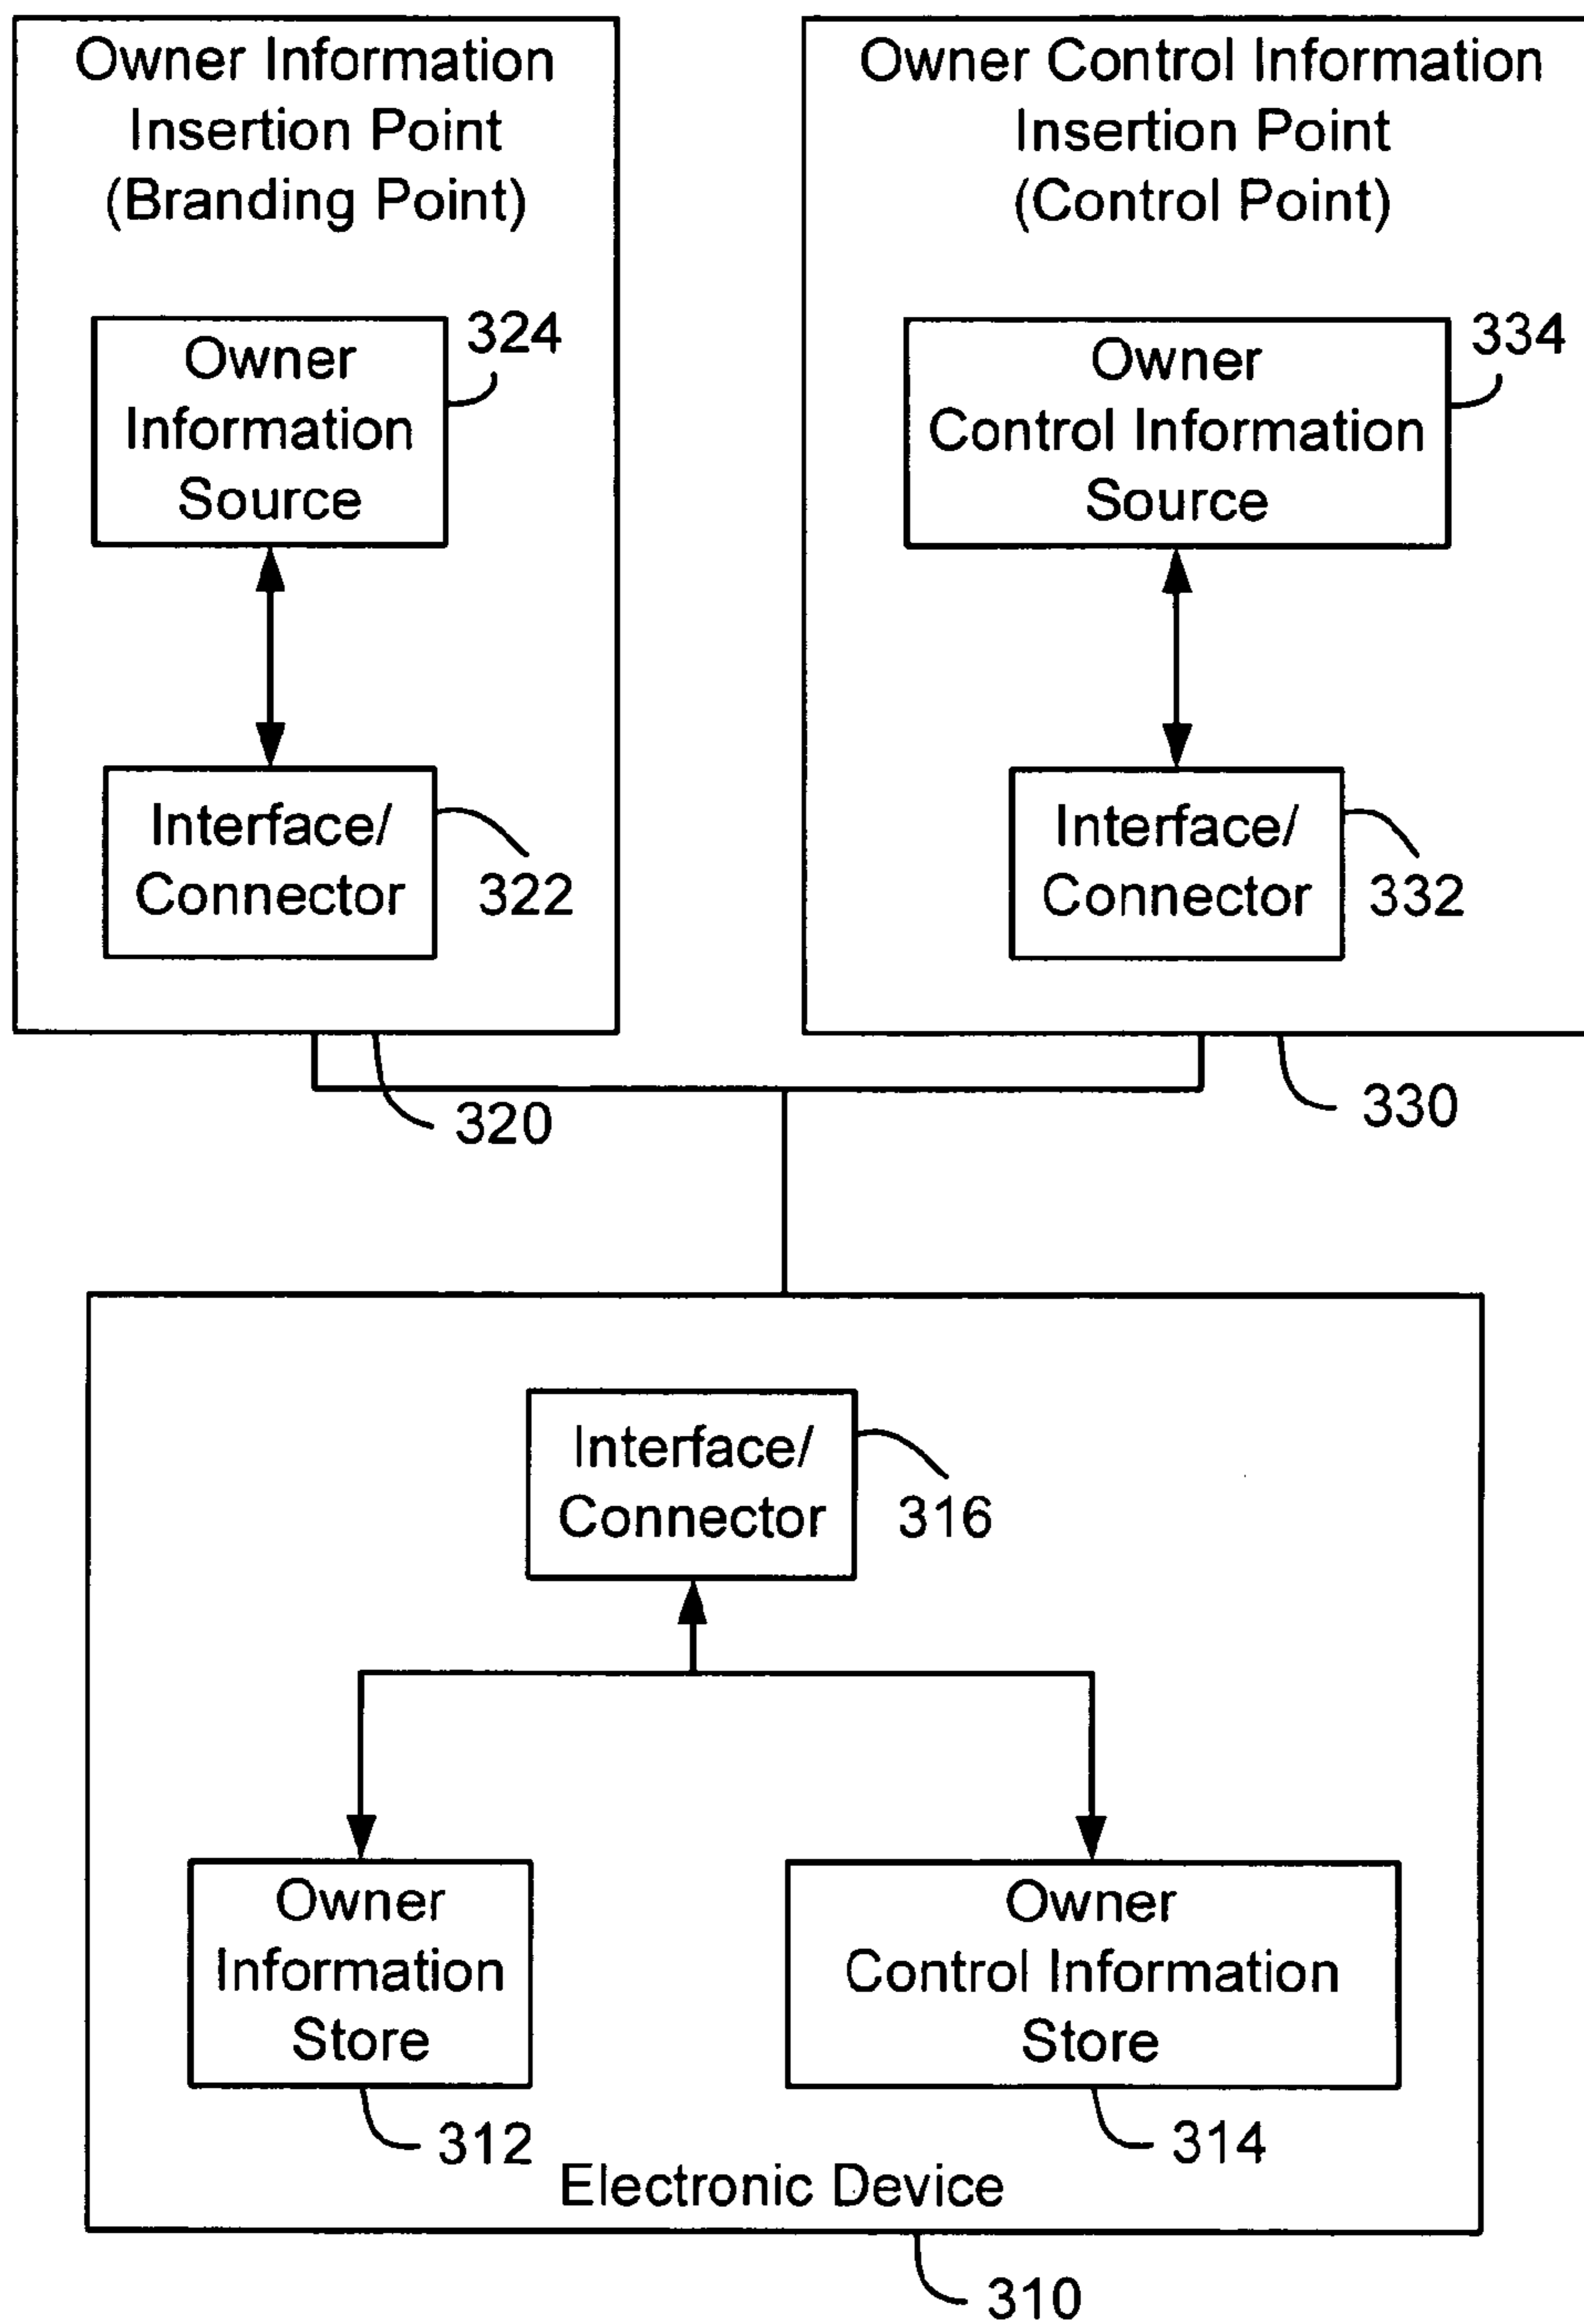 Owner Information
Insertion Point
(Branding Point)
Owner
Information
Source
324
Interface/
Connector
322
320
Owner Control Information
Insertion Point
(Control Point)
Owner
Control Information
Source
334
Interface/
Connector
332
330
Interface/
Connector
316
Owner
Information
Store
312
Owner
Control Information
Store
314
Electronic Device
310